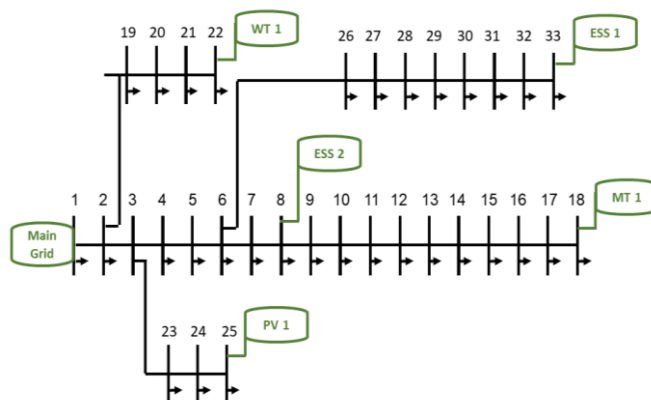 19 20 21 22 WT 1
26 27 28 29 30 31 32 33 ESS 1
ESS 2
1 2 3 4 5 6 7 8 9 10 11 12 13 14 15 16 17 18 MT 1
Main
Grid
23 24 25 PV 1